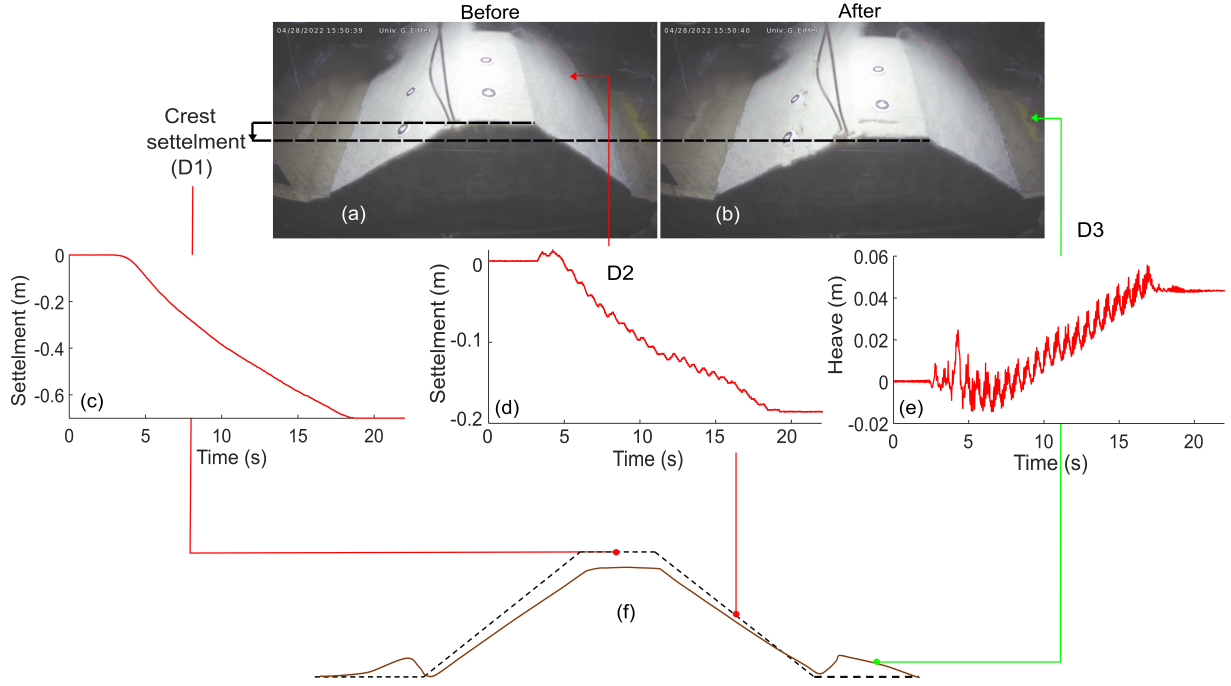 Before
After
04/28/2022 15:50:39 Univ. G. Eiffel
04/28/2022 15:50:40 Univ. G. Eiffel
Crest
settelment
(D1)
(a)
(b)
D2
D3
0
-0.2
-0.4
-0.6
Settelment (m)
(c)
0
5
10
15
20
Time (s)
0
-0.1
-0.2
Settelment (m)
(d)
0
5
10
15
20
Time (s)
0.06
0.04
0.02
0
-0.02
Heave (m)
(e)
0
5
10
15
20
Time (s)
(f)